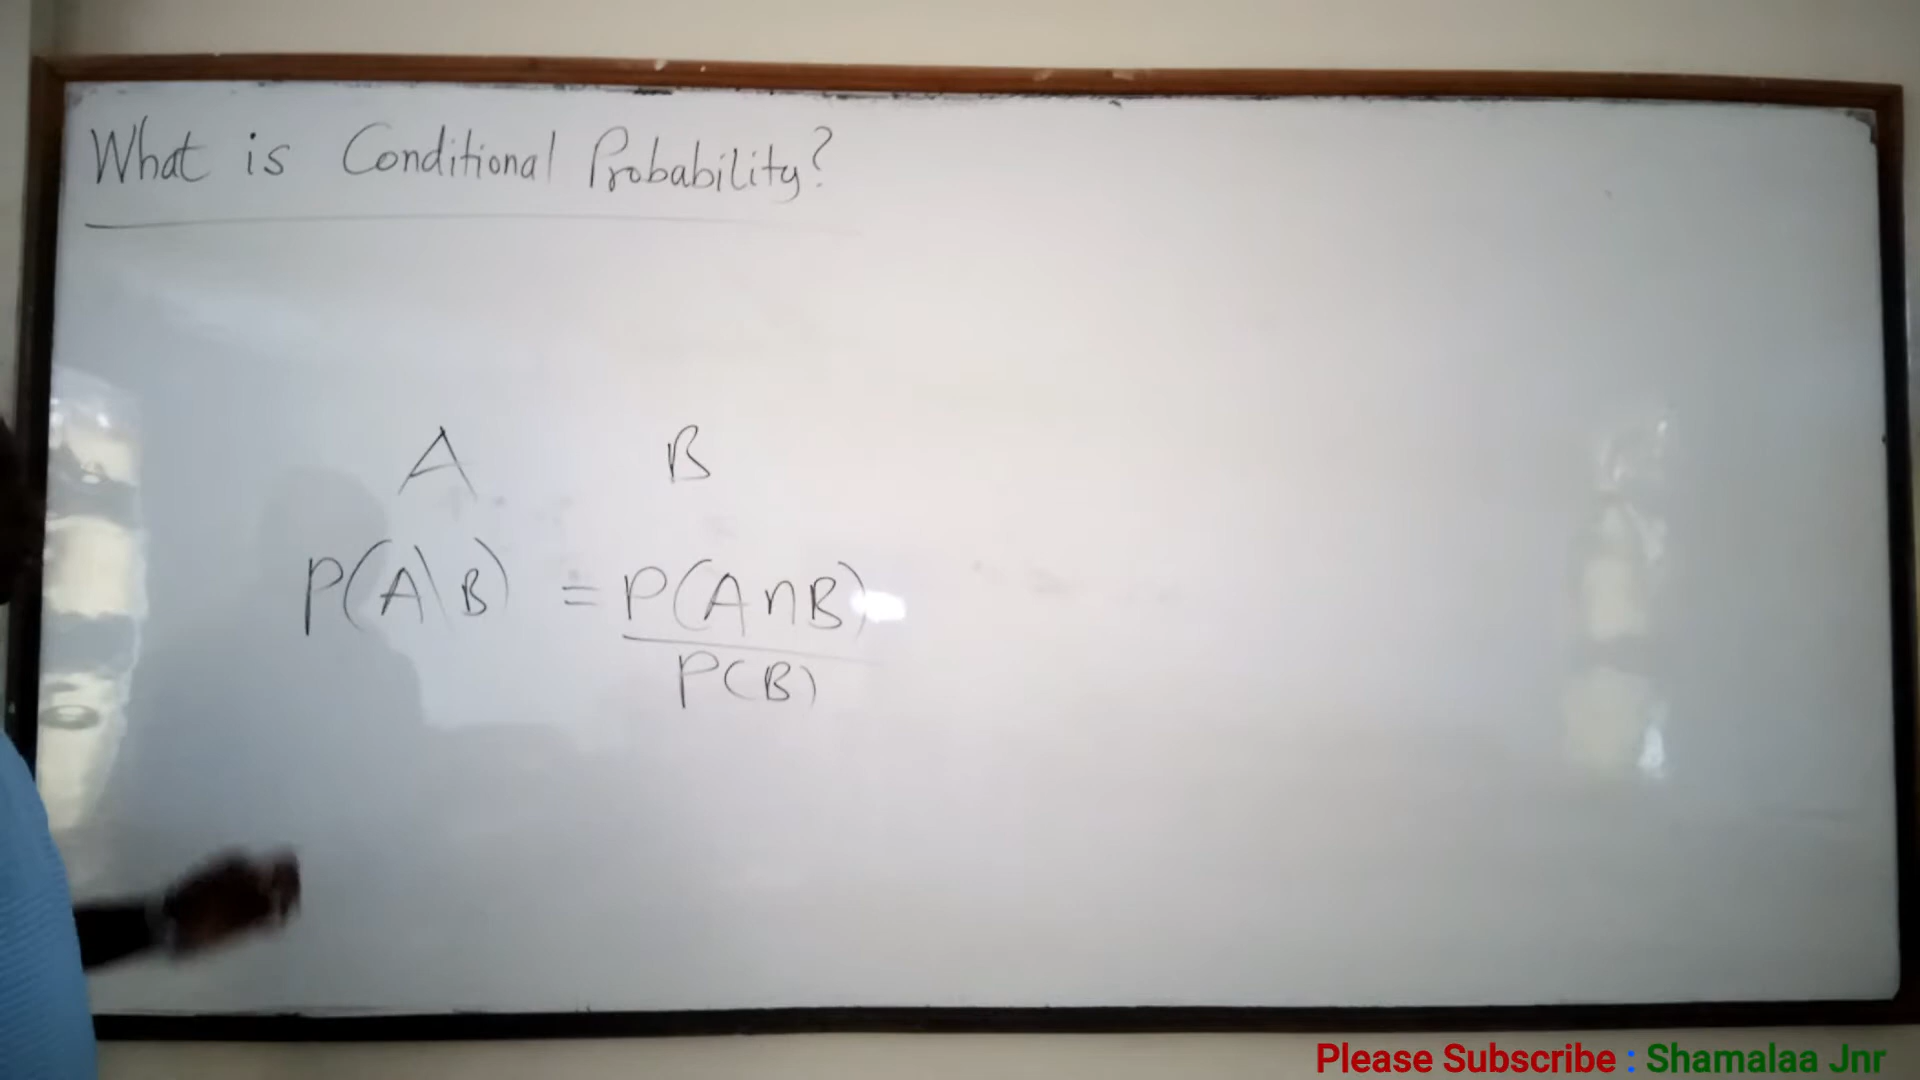 What is Conditional Probability?
A B
P(A\B) = P(A∩B)
P(B)
Please Subscribe : Shamalaa Jnr